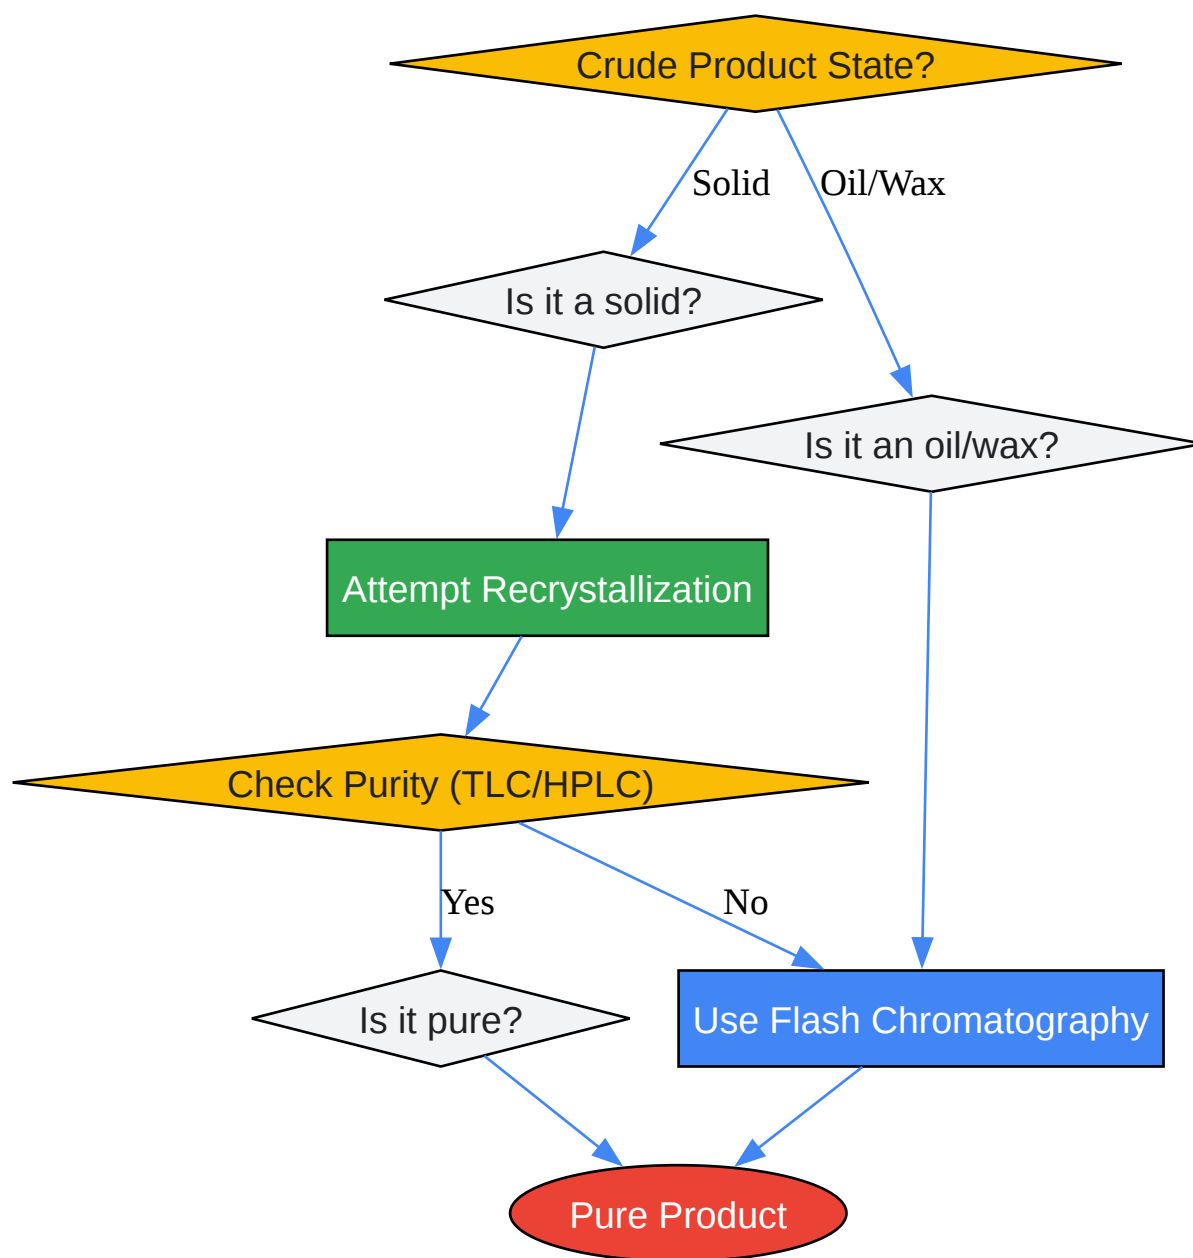 Crude Product State?
Solid
Oil/Wax
Is it a solid?
Is it an oil/wax?
Attempt Recrystallization
Check Purity (TLC/HPLC)
Yes
No
Is it pure?
Use Flash Chromatography
Pure Product